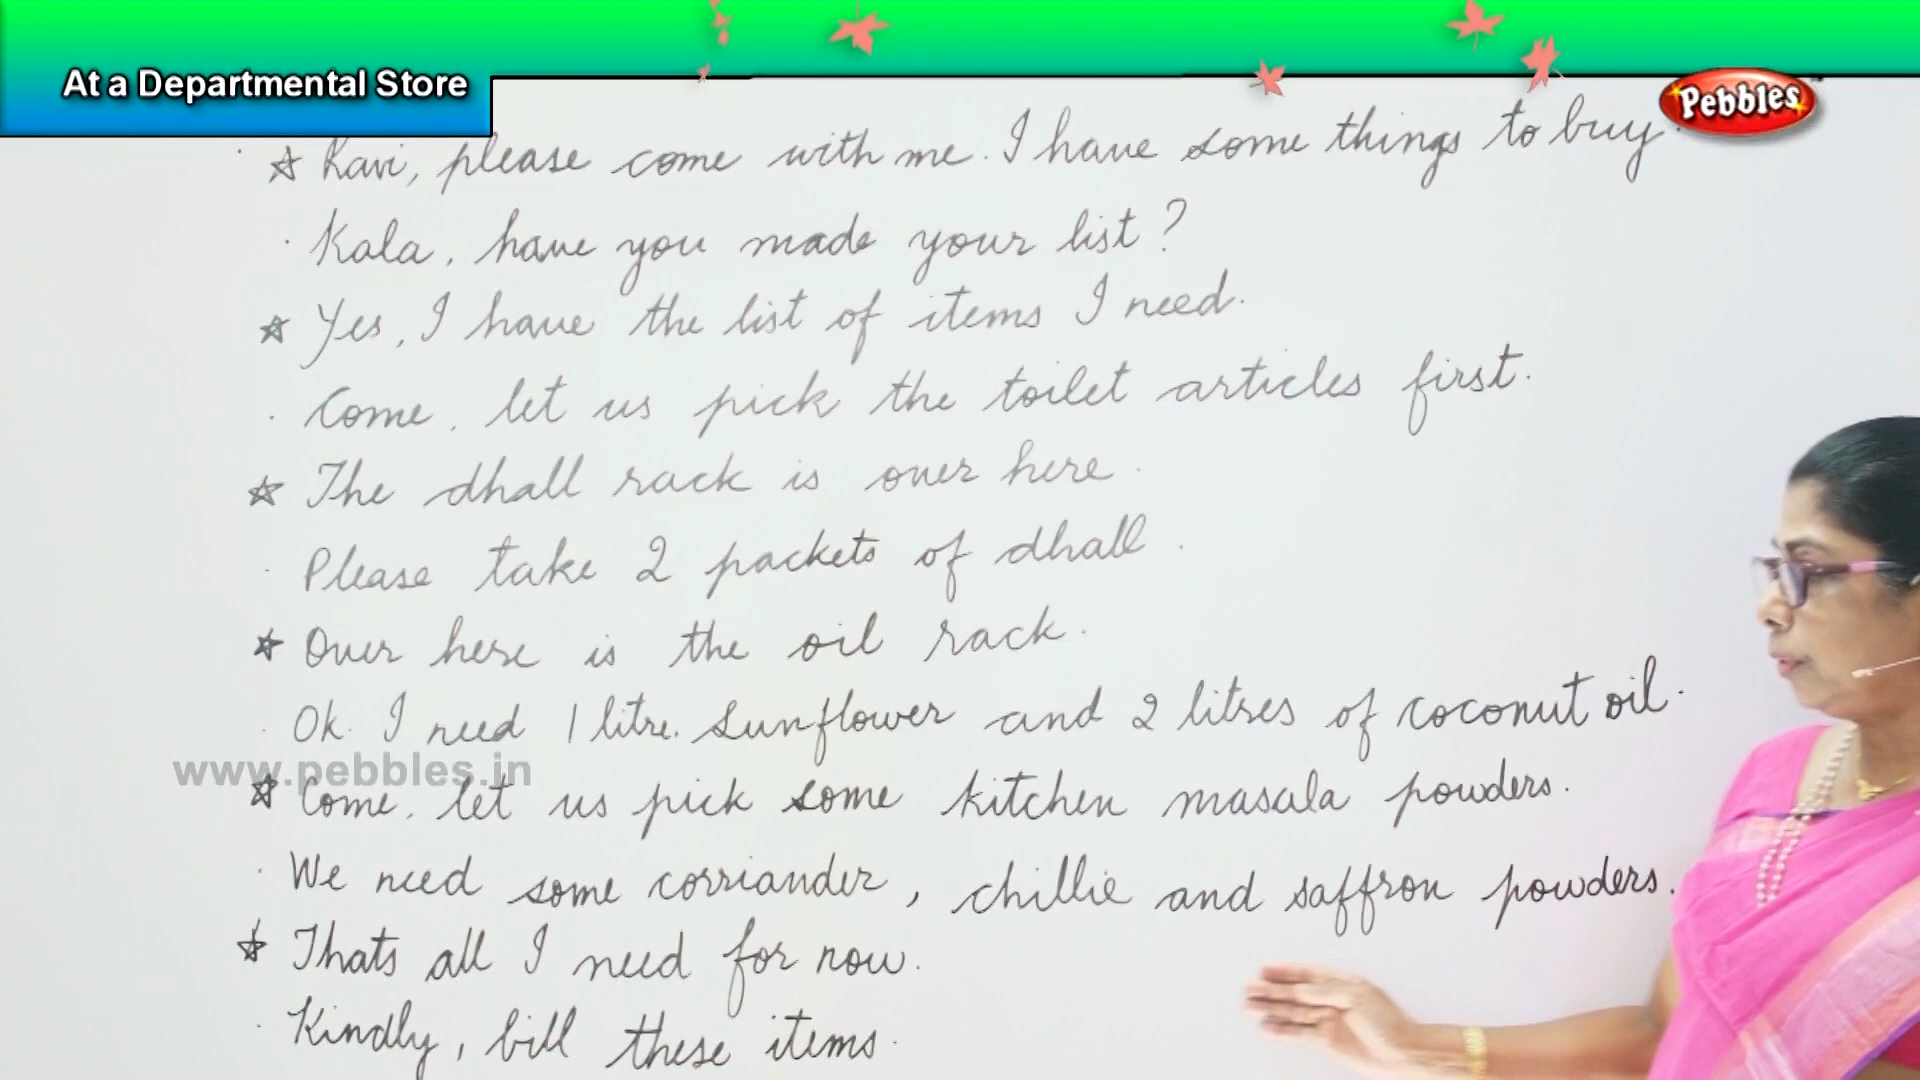 At a Departmental Store
Pebbles
Ravi, please come with me. I have some things to buy.
Kala, have you made your list?
Yes, I have the list of items I need.
Come, let us pick the toilet articles first.
The dhall rack is over here.
Please take 2 packets of dhall.
Over here is the oil rack.
Ok. I need 1 litre. sunflower and 2 litres of coconut oil.
www.pebbles.in
Come, let us pick some kitchen masala powders.
We need some corriander, chillie and saffron powders.
Thats all I need for now.
Kindly, bill these items.